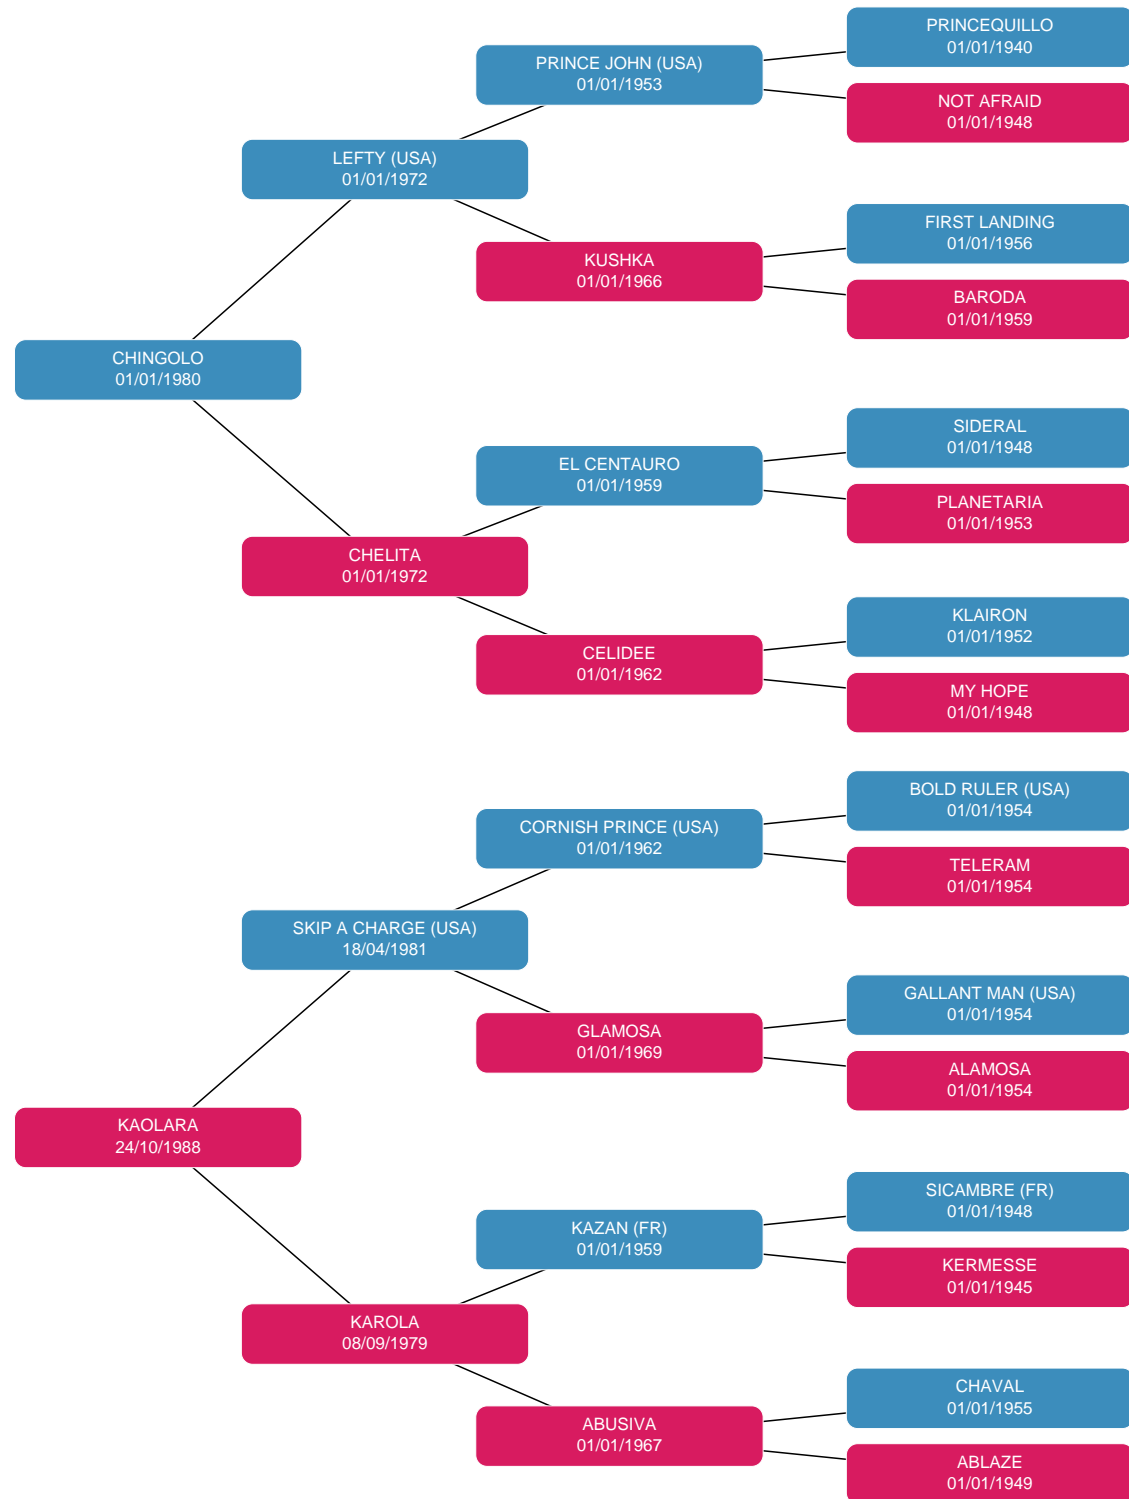 PRINCEQUILLO
01/01/1940
PRINCE JOHN (USA)
01/01/1953
NOT AFRAID
01/01/1948
LEFTY (USA)
01/01/1972
FIRST LANDING
01/01/1956
KUSHKA
01/01/1966
BARODA
01/01/1959
CHINGOLO
01/01/1980
SIDERAL
01/01/1948
EL CENTAURO
01/01/1959
PLANETARIA
01/01/1953
CHELITA
01/01/1972
KLAIRON
01/01/1952
CELIDEE
01/01/1962
MY HOPE
01/01/1948
BOLD RULER (USA)
01/01/1954
CORNISH PRINCE (USA)
01/01/1962
TELERAM
01/01/1954
SKIP A CHARGE (USA)
18/04/1981
GALLANT MAN (USA)
01/01/1954
GLAMOSA
01/01/1969
ALAMOSA
01/01/1954
KAOLARA
24/10/1988
SICAMBRE (FR)
01/01/1948
KAZAN (FR)
01/01/1959
KERMESSE
01/01/1945
KAROLA
08/09/1979
CHAVAL
01/01/1955
ABUSIVA
01/01/1967
ABLAZE
01/01/1949